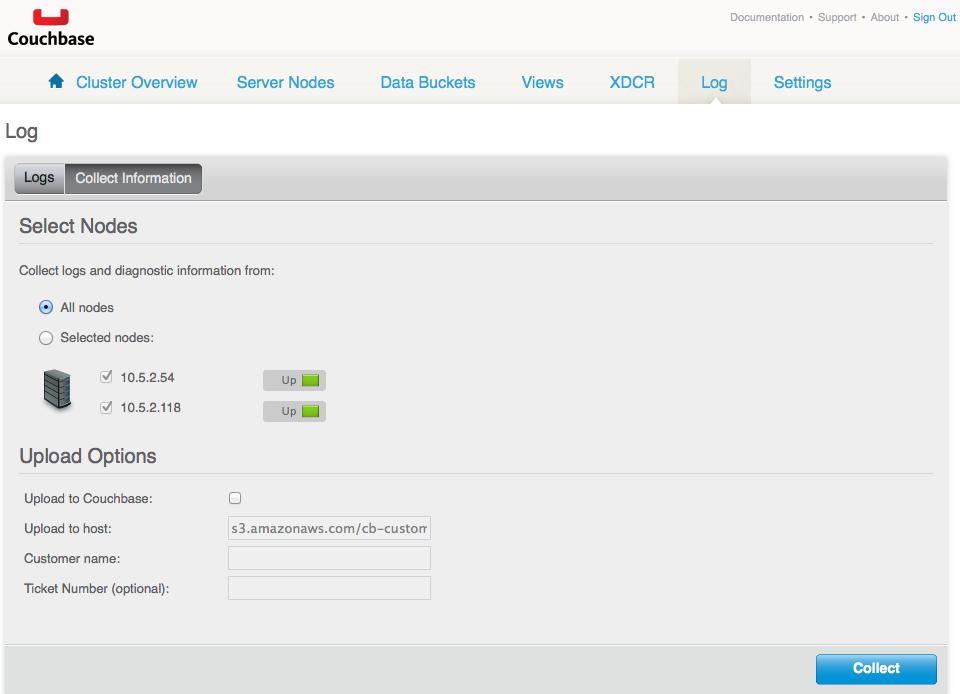 Couchbase
Documentation • Support • About • Sign Out
Cluster Overview Server Nodes Data Buckets Views XDCR Log Settings
Log
Logs Collect Information
Select Nodes
Collect logs and diagnostic information from:
All nodes
Selected nodes:
10.5.2.54 Up
10.5.2.118 Up
Upload Options
Upload to Couchbase:
Upload to host: s3.amazonaws.com/cb-custom
Customer name:
Ticket Number (optional):
Collect